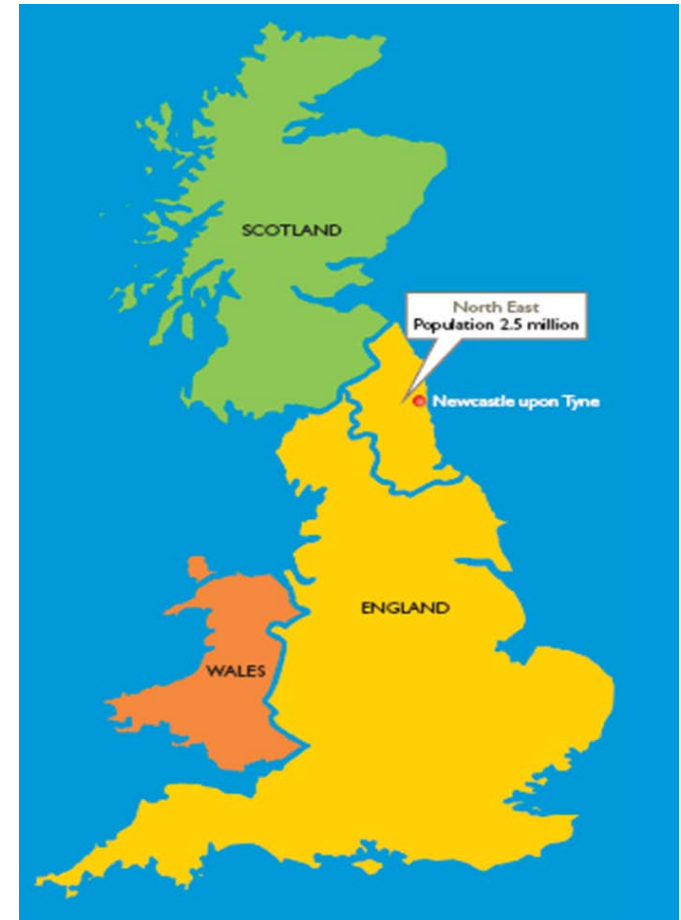 SCOTLAND
North East
Population 2.5 million
Newcastle upon Tyne
ENGLAND
WALES